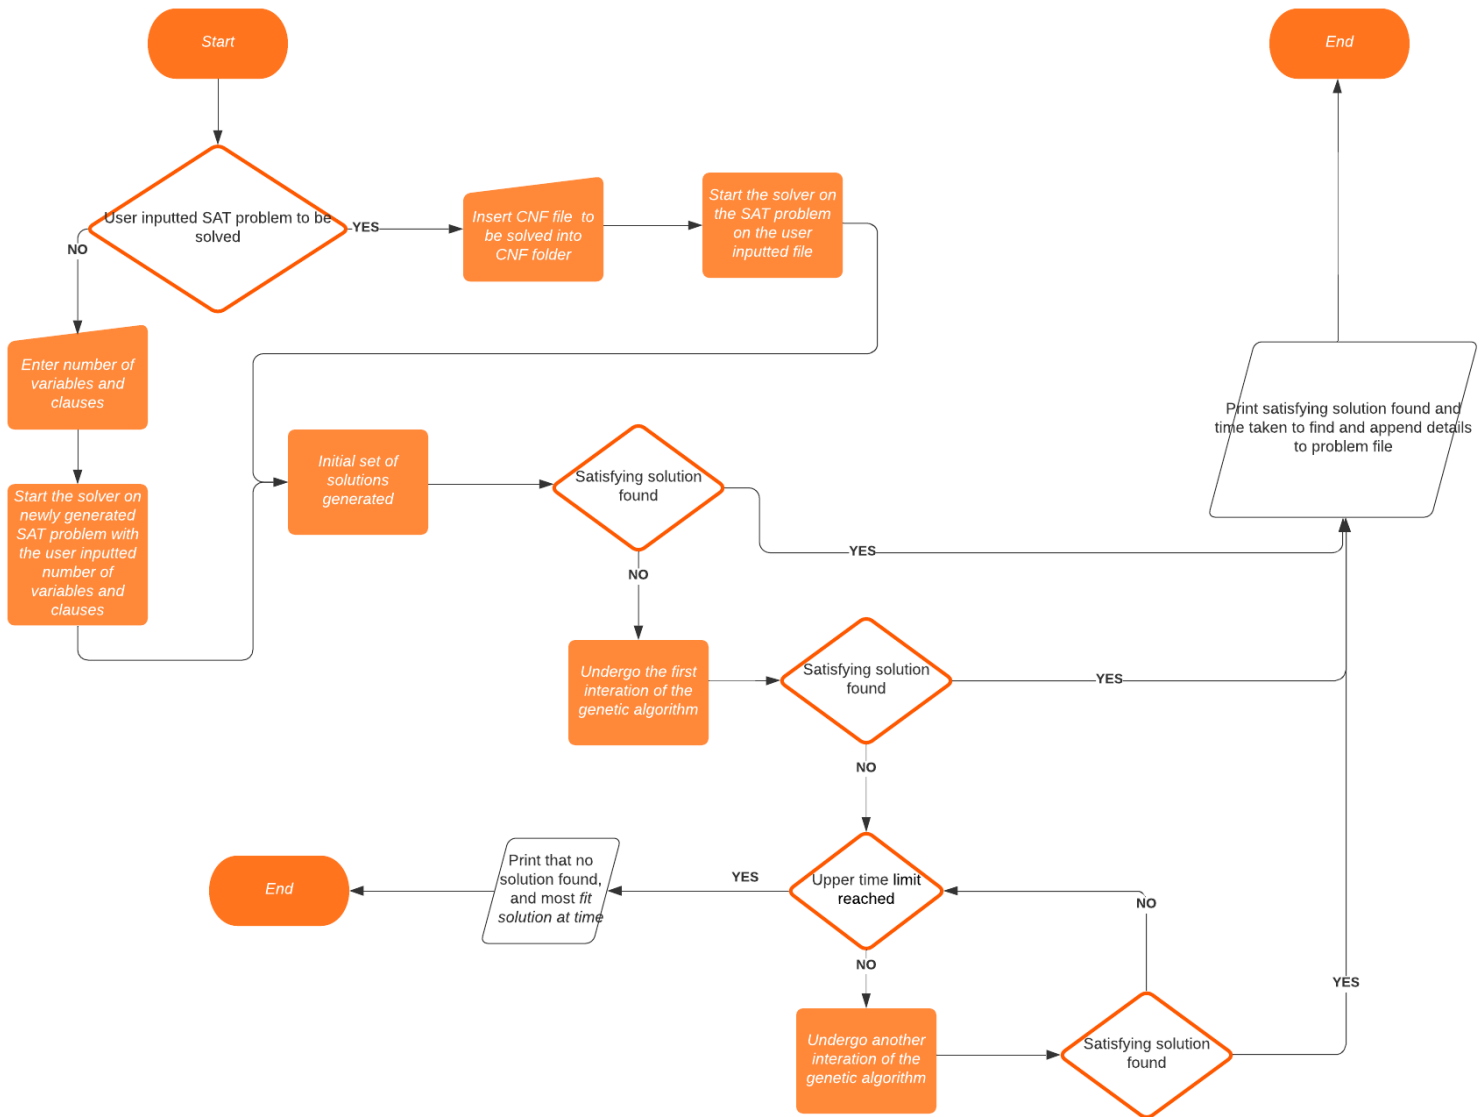 Start
End
User inputted SAT problem to be
solved
YES
NO
Insert CNF file  to
be solved into
CNF folder
Start the solver on
the SAT problem
on the user
inputted file
Enter number of
variables and
clauses
Start the solver on
newly generated
SAT problem with
the user inputted
number of
variables and
clauses
Initial set of
solutions
generated
Satisfying solution
found
YES
NO
Print satisfying solution found and
time taken to find and append details
to problem file
Undergo the first
interation of the
genetic algorithm
Satisfying solution
found
YES
NO
Upper time limit
reached
YES
NO
Print that no
solution found,
and most fit
solution at time
End
Undergo another
interation of the
genetic algorithm
Satisfying solution
found
NO
YES